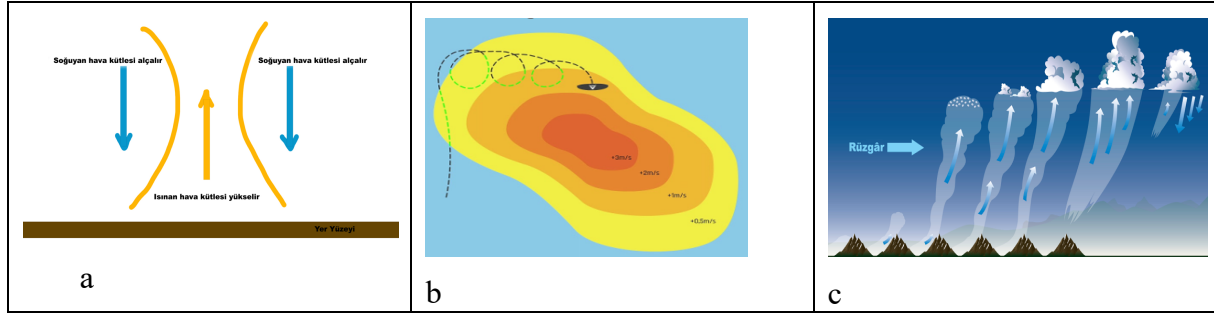 Soğuyan hava kütlesi alçalır
Soğuyan hava kütlesi alçalır
Isınan hava kütlesi yükselir
Yer Yüzeyi
a
+3m/s
+2m/s
+1m/s
+0.5m/s
b
Rüzgâr
c